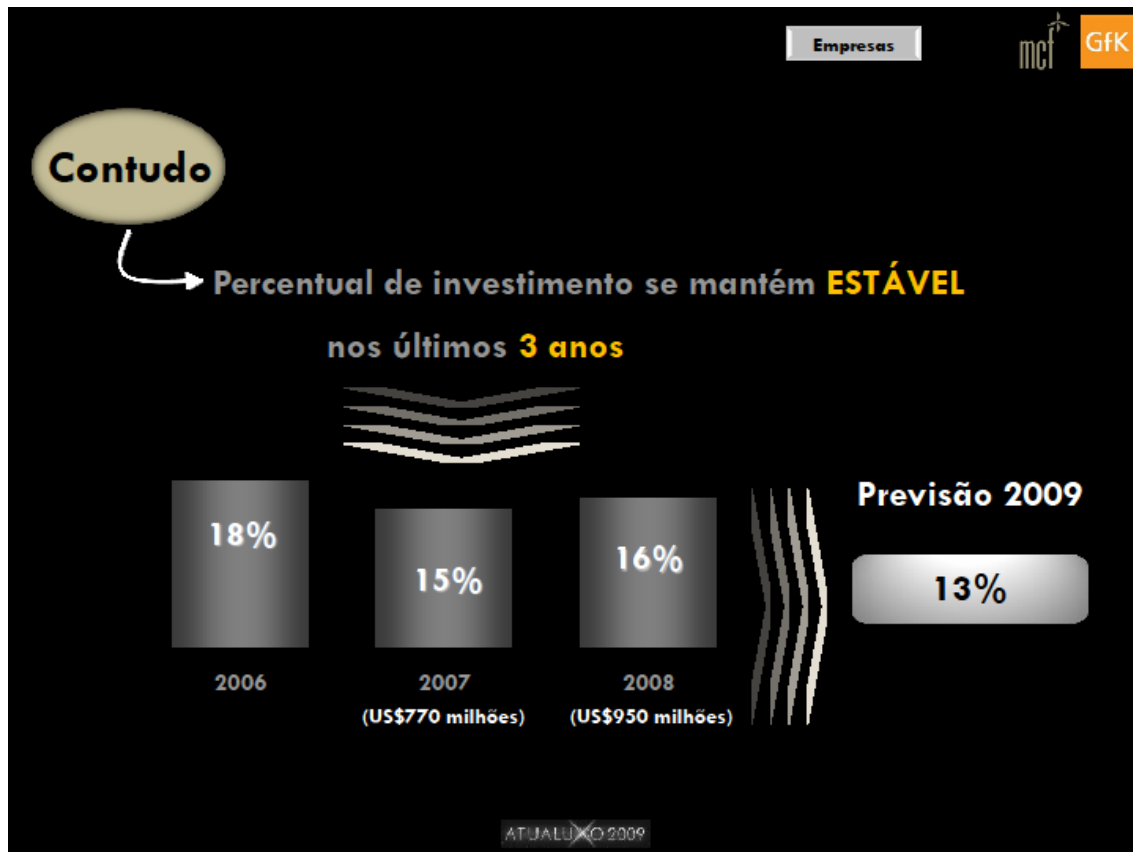 Empresas
mcf
GfK
Contudo
Percentual de investimento se mantém ESTÁVEL
nos últimos 3 anos
Previsão 2009
18%
15%
16%
13%
2006
2007
2008
(US$770 milhões)
(US$950 milhões)
ATUALUXO 2009